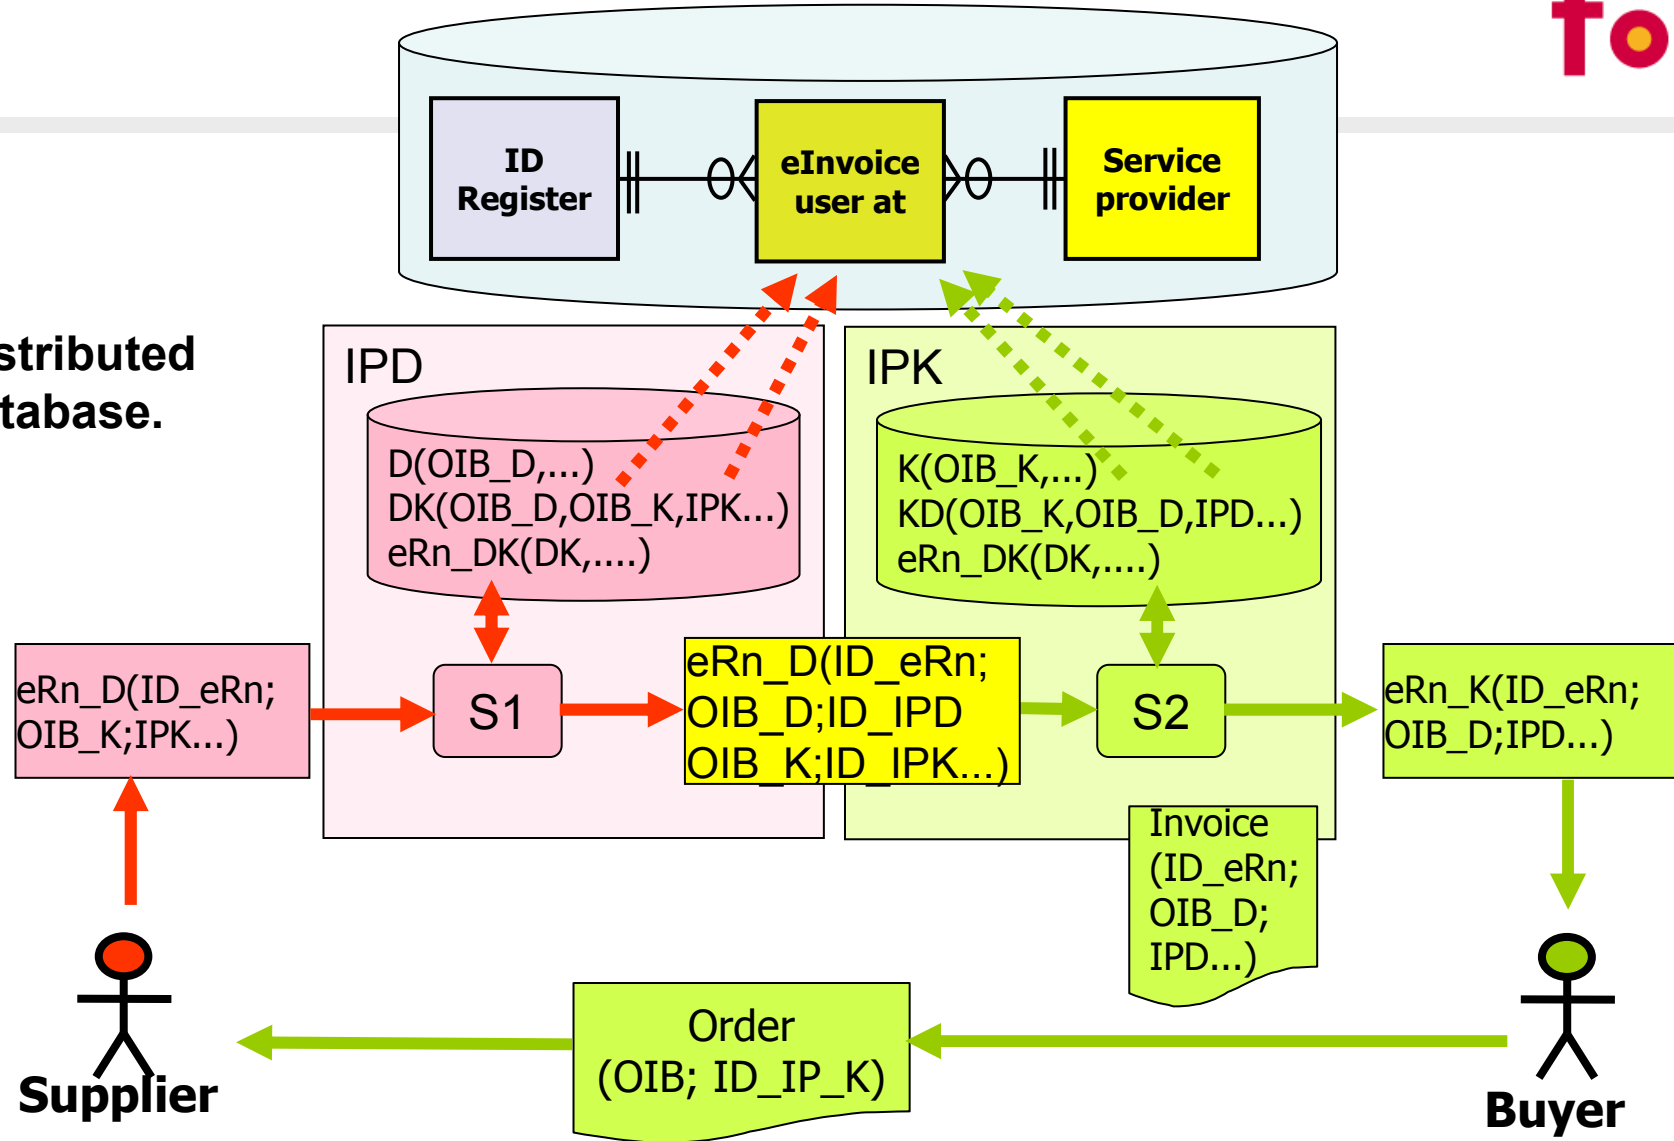 fo
ID
Register
eInvoice
user at
Service
provider
stributed
tabase.
IPD
D(OIB_D,...)
DK(OIB_D,OIB_K,IPK...)
eRn_DK(DK,....)
IPK
K(OIB_K,...)
KD(OIB_K,OIB_D,IPD...)
eRn_DK(DK,....)
eRn_D(ID_eRn;
OIB_K;IPK...)
S1
eRn_D(ID_eRn;
OIB_D;ID_IPD
OIB_K;ID_IPK...)
S2
eRn_K(ID_eRn;
OIB_D;IPD...)
Invoice
(ID_eRn;
OIB_D;
IPD...)
Order
(OIB; ID_IP_K)
Supplier
Buyer